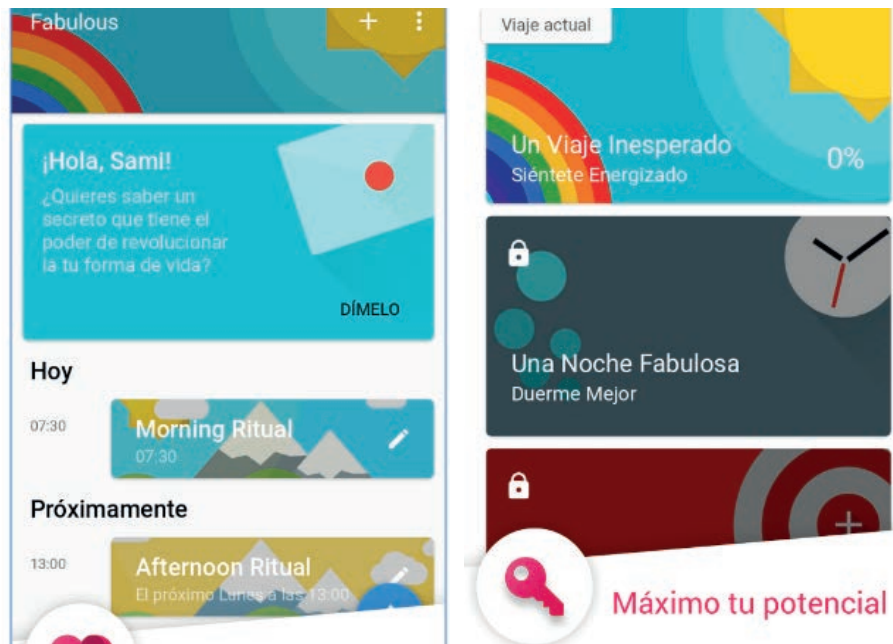 Fabulous
¡Hola, Sami!
¿Quieres saber un
secreto que tiene el
poder de revolucionar
la tu forma de vida?
DÍMELO
Hoy
07:30
Morning Ritual
07:30
Próximamente
13:00
Afternoon Ritual
El próximo Lunes a las 13:00.
Viaje actual
Un Viaje Inesperado
0%
Siéntete Energizado
Una Noche Fabulosa
Duerme Mejor
Máximo tu potencial